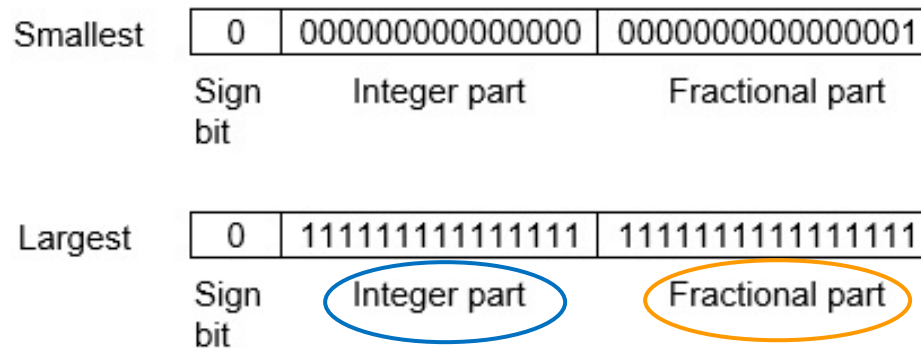 Smallest 0 000000000000000 0000000000000001
Sign bit Integer part Fractional part
Largest 0 111111111111111 1111111111111111
Sign bit Integer part Fractional part